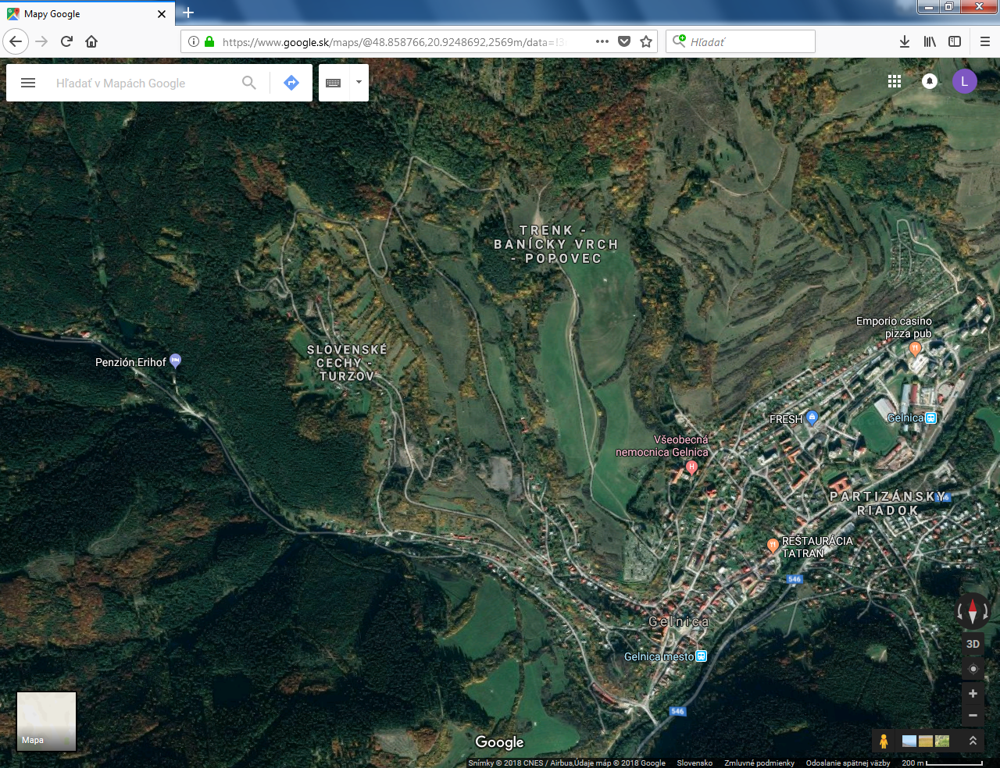 Mapy Google
https://www.google.sk/maps/@48.858766,20.9248692,2569m/data=!3
Hľadať
Hľadať v Mapách Google
L
TRENK -
BANÍCKY VRCH
- POPOVEC
Emporio casino
pizza pub
SLOVENSKÉ
CECHY -
TURZOV
Penzión Erihof
FRESH
Gelnica
Všeobecná
nemocnica Gelnica
H
PARTIZÁNSKY
RIADOK
546
REŠTAURÁCIA
TATRAN
546
Gelnica
3D
Gelnica mesto
546
Mapa
Google
Snímky © 2018 CNES / Airbus,Údaje máp © 2018 Google
Slovensko
Zmluvné podmienky
Odoslanie spätnej väzby
200 m